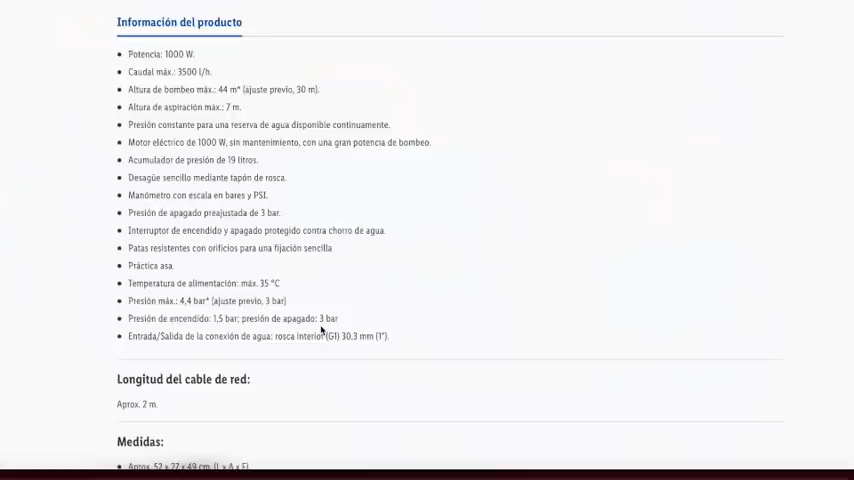 Información del producto
Potencia: 1000 W.
Caudal máx.: 3500 l/h.
Altura de bombeo máx.: 44 m* (ajuste previo, 30 m).
Altura de aspiración máx.: 7 m.
Presión constante para una reserva de agua disponible continuamente.
Motor eléctrico de 1000 W, sin mantenimiento, con una gran potencia de bombeo.
Acumulador de presión de 19 litros.
Desagüe sencillo mediante tapón de rosca.
Manómetro con escala en bares y PSI.
Presión de apagado preajustada de 3 bar.
Interruptor de encendido y apagado protegido contra chorro de agua.
Patas resistentes con orificios para una fijación sencilla
Práctica asa.
Temperatura de alimentación: máx. 35 °C
Presión máx.: 4,4 bar* (ajuste previo, 3 bar)
Presión de encendido: 1,5 bar; presión de apagado: 3 bar
Entrada/Salida de la conexión de agua: rosca interior (G1) 30,3 mm (1").
Longitud del cable de red:
Aprox. 2 m.
Medidas:
Aprox. 52 x 27 x 49 cm. (L x A x F)